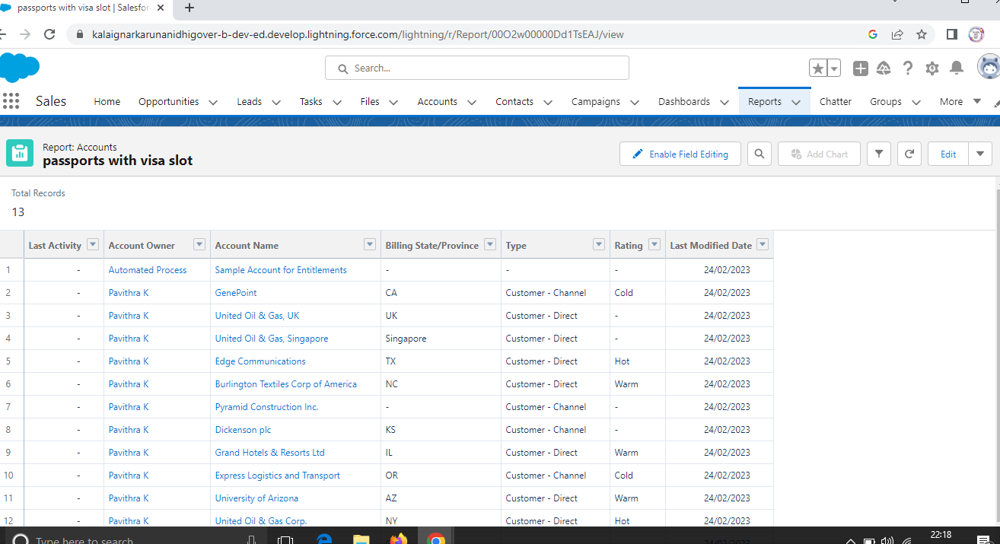 passports with visa slot | Salesfor
kalaignarkarunanidhigover-b-dev-ed.develop.lightning.force.com/lightning/r/Report/00O2w00000Dd1TsEAJ/view
Search...
Sales Home Opportunities Leads Tasks Files Accounts Contacts Campaigns Dashboards Reports Chatter Groups More
Report: Accounts
passports with visa slot
Enable Field Editing Add Chart Edit
Total Records
13
Last Activity Account Owner Account Name Billing State/Province Type Rating Last Modified Date
1 - Automated Process Sample Account for Entitlements - - - 24/02/2023
2 - Pavithra K GenePoint CA Customer - Channel Cold 24/02/2023
3 - Pavithra K United Oil & Gas, UK UK Customer - Direct - 24/02/2023
4 - Pavithra K United Oil & Gas, Singapore Singapore Customer - Direct - 24/02/2023
5 - Pavithra K Edge Communications TX Customer - Direct Hot 24/02/2023
6 - Pavithra K Burlington Textiles Corp of America NC Customer - Direct Warm 24/02/2023
7 - Pavithra K Pyramid Construction Inc. - Customer - Channel - 24/02/2023
8 - Pavithra K Dickenson plc KS Customer - Channel - 24/02/2023
9 - Pavithra K Grand Hotels & Resorts Ltd IL Customer - Direct Warm 24/02/2023
10 - Pavithra K Express Logistics and Transport OR Customer - Channel Cold 24/02/2023
11 - Pavithra K University of Arizona AZ Customer - Direct Warm 24/02/2023
12 - Pavithra K United Oil & Gas Corp. NY Customer - Direct Hot 24/02/2023
Type here to search
22:18